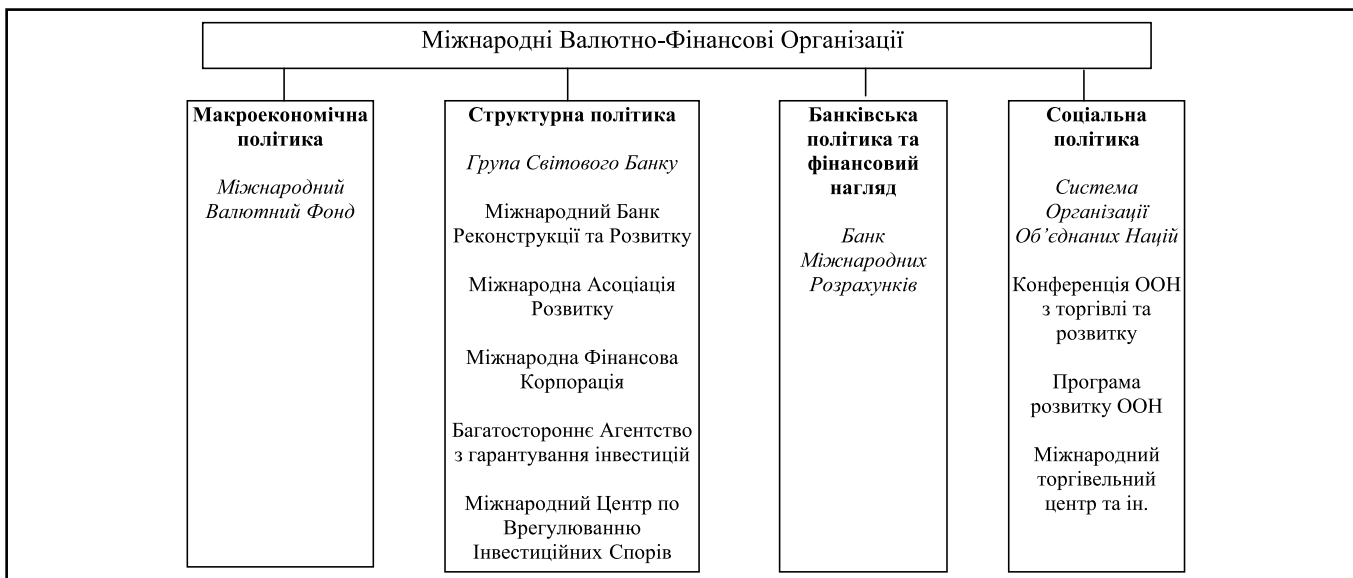 Міжнародні Валютно-Фінансові Організації
Макроекономічна
політика
Міжнародний
Валютний Фонд
Структурна політика
Група Світового Банку
Міжнародний Банк
Реконструкції та Розвитку
Міжнародна Асоціація
Розвитку
Міжнародна Фінансова
Корпорація
Багатостороннє Агентство
з гарантування інвестицій
Міжнародний Центр по
Врегулюванню
Інвестиційних Спорів
Банківська
політика та
фінансовий
нагляд
Банк
Міжнародних
Розрахунків
Соціальна
політика
Система
Організації
Об’єднаних Націй
Конференція ООН
з торгівлі та
розвитку
Програма
розвитку ООН
Міжнародний
торгівельний
центр та ін.